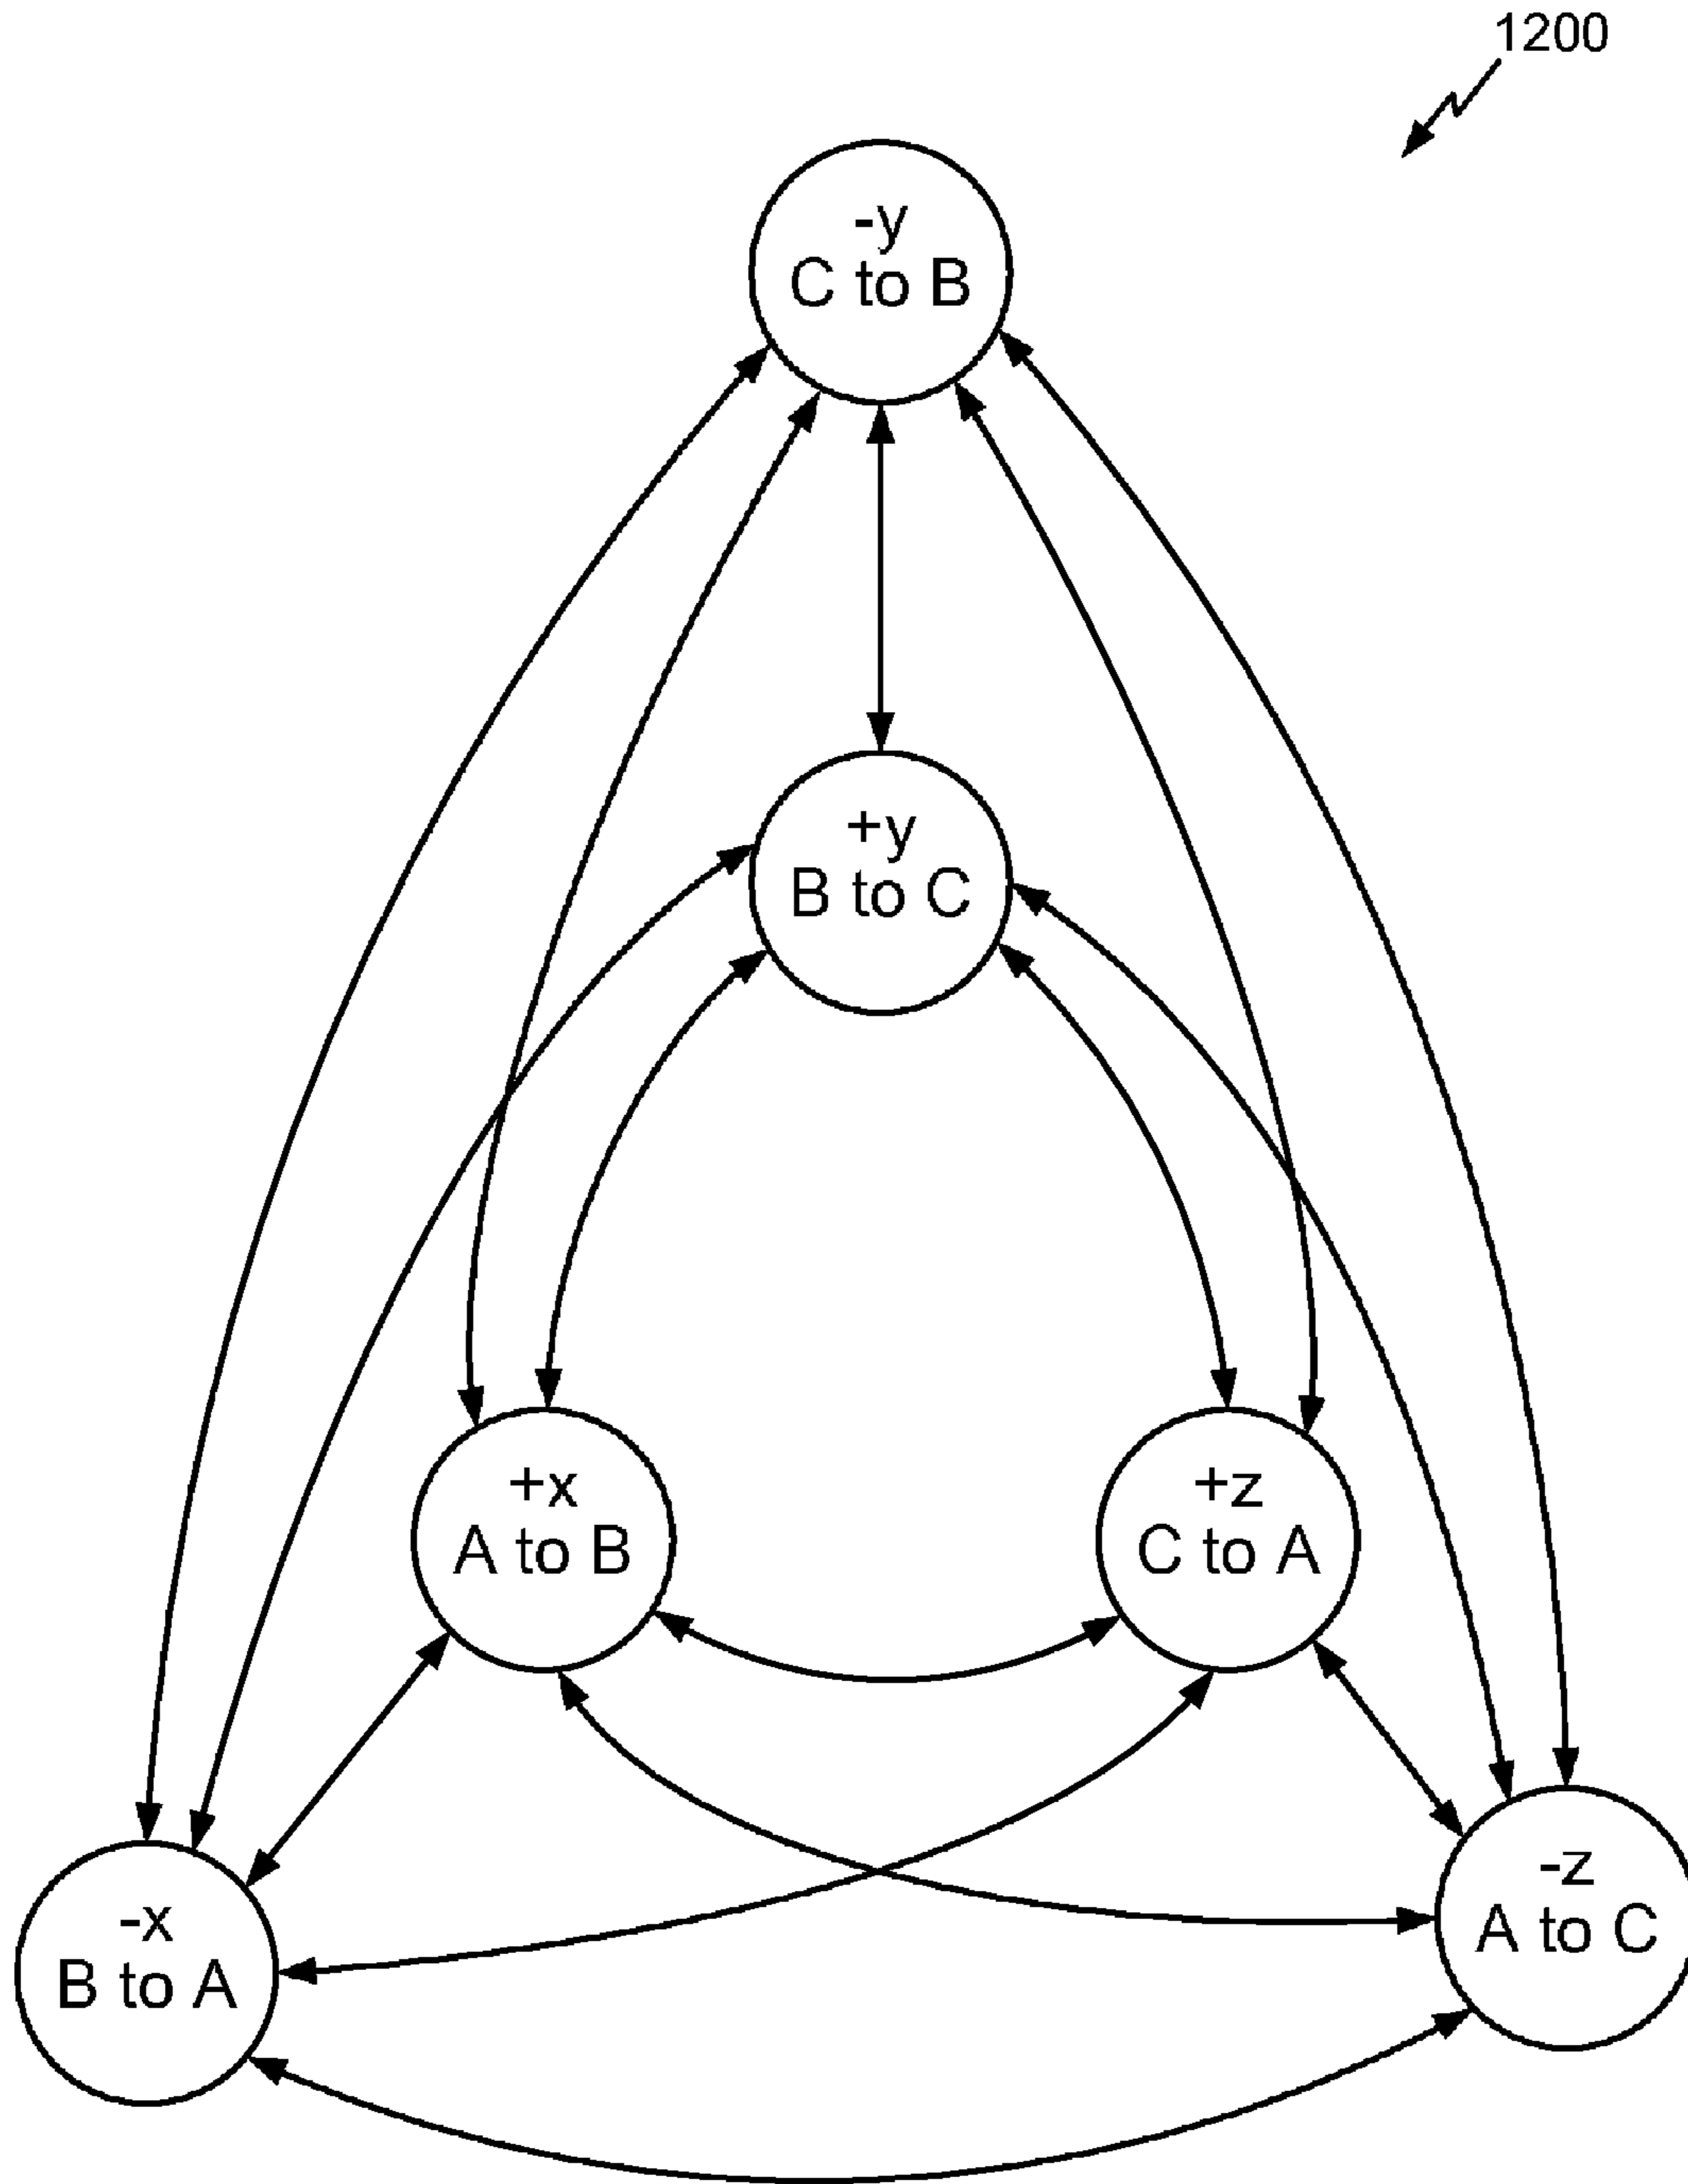 1200
-y
C to B
+y
B to C
+x
A to B
+z
C to A
-z
A to C
-x
B to A